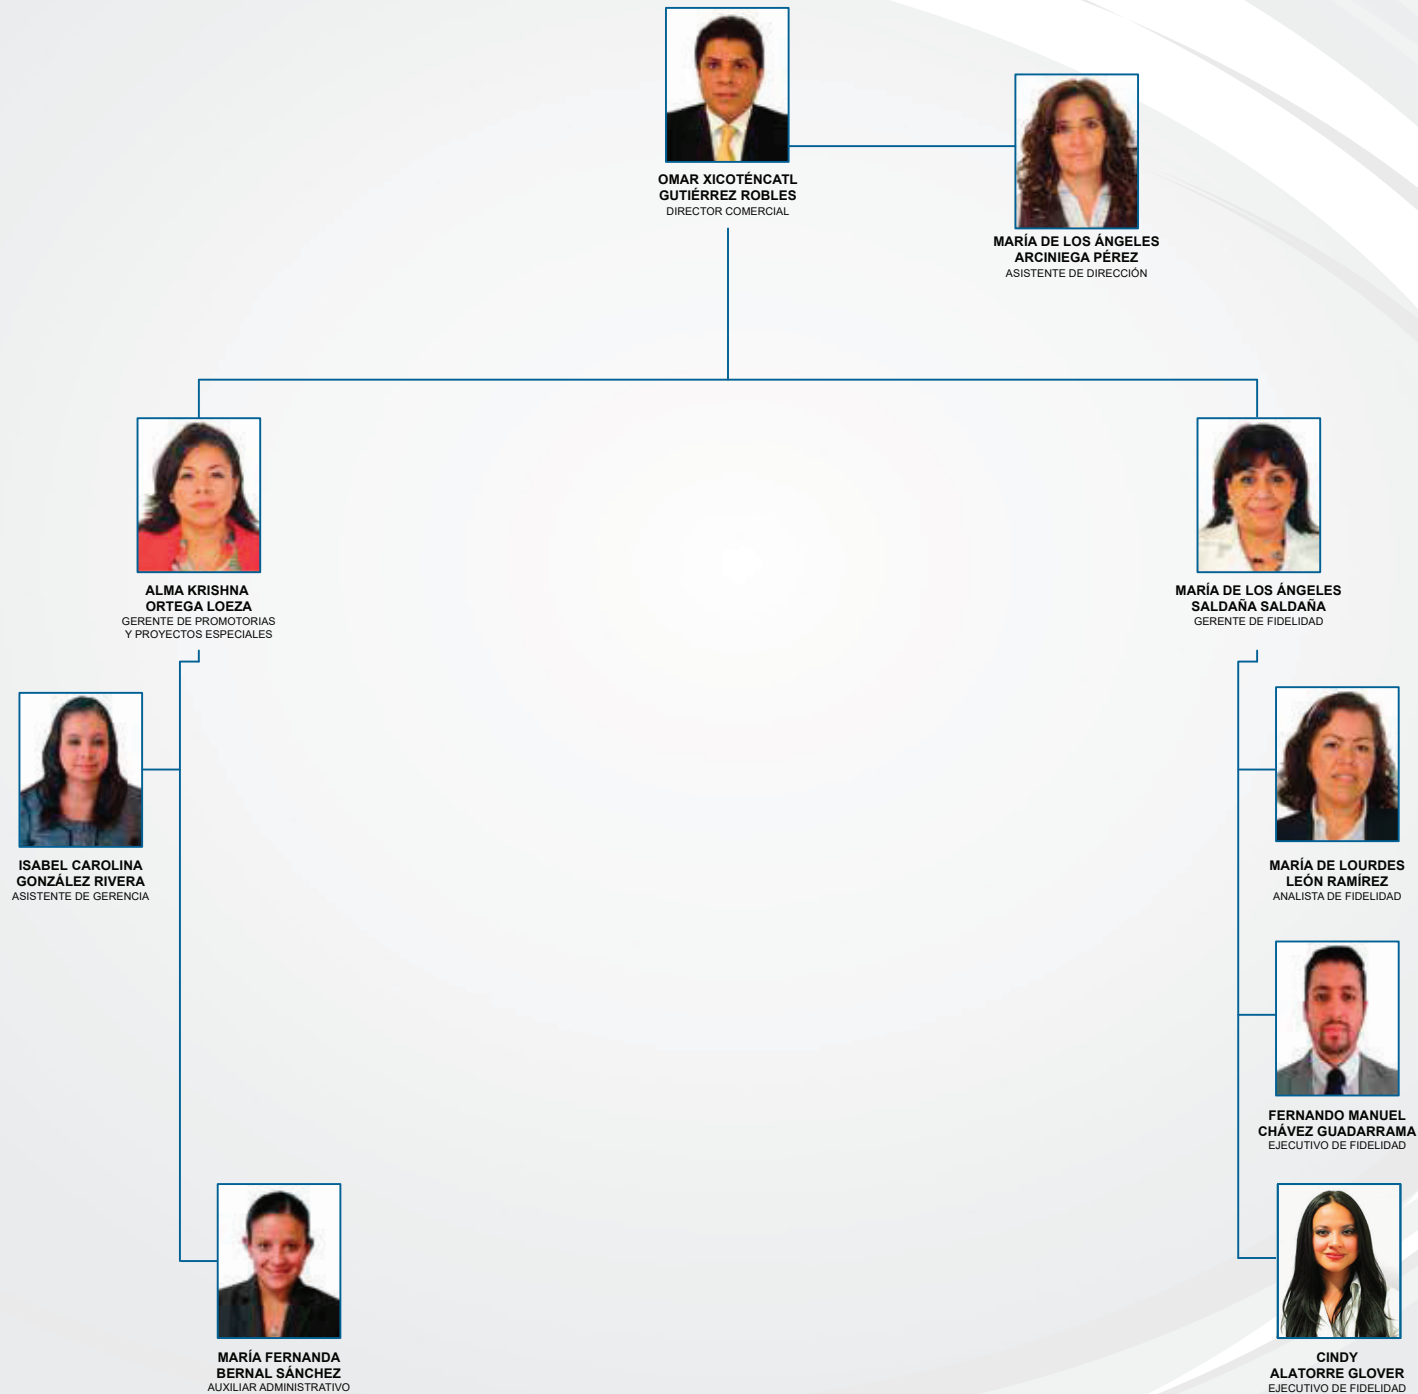 OMAR XICOTÉNCATL
GUTIÉRREZ ROBLES
DIRECTOR COMERCIAL
MARÍA DE LOS ÁNGELES
ARCINIEGA PÉREZ
ASISTENTE DE DIRECCIÓN
ALMA KRISHNA
ORTEGA LOEZA
GERENTE DE PROMOTORIAS
Y PROYECTOS ESPECIALES
MARÍA DE LOS ÁNGELES
SALDAÑA SALDAÑA
GERENTE DE FIDELIDAD
ISABEL CAROLINA
GONZÁLEZ RIVERA
ASISTENTE DE GERENCIA
MARÍA DE LOURDES
LEÓN RAMÍREZ
ANALISTA DE FIDELIDAD
FERNANDO MANUEL
CHÁVEZ GUADARRAMA
EJECUTIVO DE FIDELIDAD
MARÍA FERNANDA
BERNAL SÁNCHEZ
AUXILIAR ADMINISTRATIVO
CINDY
ALATORRE GLOVER
EJECUTIVO DE FIDELIDAD